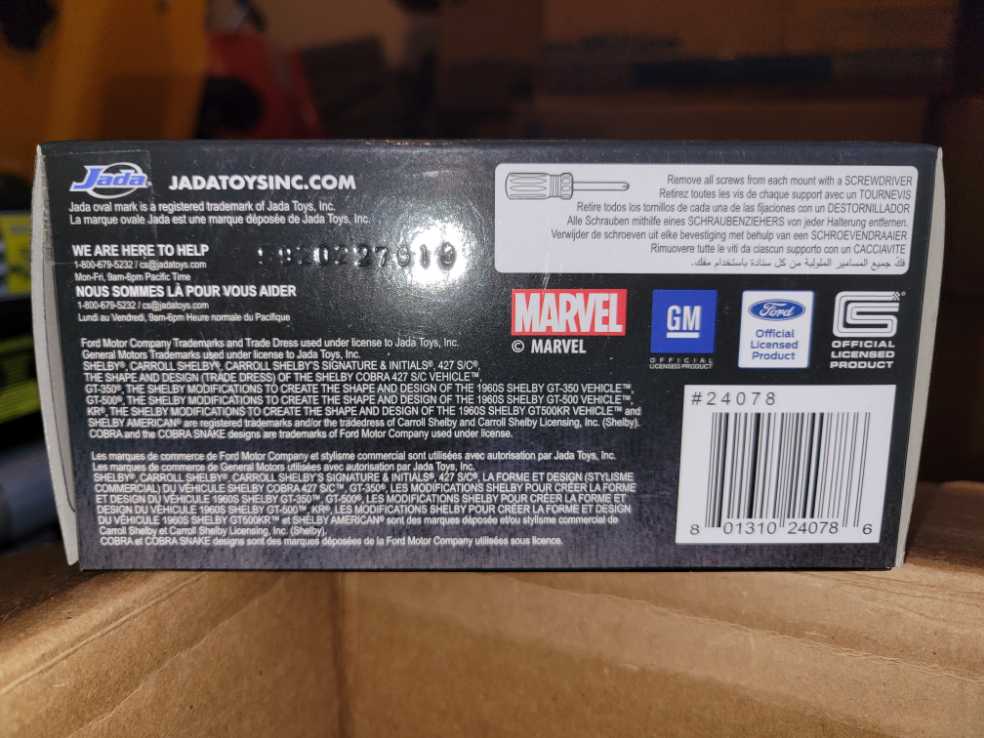 Jada JADATOYSINC.COM
Jada oval mark is a registered trademark of Jada Toys, Inc.
La marque ovale Jada est une marque déposée de Jada Toys, Inc.
WE ARE HERE TO HELP
1-800-679-5232 / cs@jadatoys.com
Mon-Fri, 9am-6pm Pacific Time
NOUS SOMMES LÀ POUR VOUS AIDER
1-800-679-5232 / cs@jadatoys.com
Lundi au Vendredi, 9am-6pm Heure normale du Pacifique
Ford Motor Company Trademarks and Trade Dress used under license to Jada Toys, Inc.
General Motors Trademarks used under license to Jada Toys, Inc.
SHELBY®, CARROLL SHELBY®, CARROLL SHELBY'S SIGNATURE & INITIALS®, 427 S/C®,
THE SHAPE AND DESIGN (TRADE DRESS) OF THE SHELBY COBRA 427 S/C VEHICLE™,
GT-350®, THE SHELBY MODIFICATIONS TO CREATE THE SHAPE AND DESIGN OF THE 1960S SHELBY GT-350 VEHICLE™,
GT-500®, THE SHELBY MODIFICATIONS TO CREATE THE SHAPE AND DESIGN OF THE 1960S SHELBY GT-500 VEHICLE™,
KR®, THE SHELBY MODIFICATIONS TO CREATE THE SHAPE AND DESIGN OF THE 1960S SHELBY GT500KR VEHICLE™ and
SHELBY AMERICAN® are registered trademarks and/or the tradedress of Carroll Shelby and Carroll Shelby Licensing, Inc. (Shelby).
COBRA and the COBRA SNAKE designs are trademarks of Ford Motor Company used under license.
Les marques de commerce de Ford Motor Company et stylisme commercial sont utilisées avec autorisation par Jada Toys, Inc.
Les marques de commerce de General Motors utilisées avec autorisation par Jada Toys, Inc.
SHELBY®, CARROLL SHELBY®, CARROLL SHELBY'S SIGNATURE & INITIALS®, 427 S/C®, LA FORME ET DESIGN (STYLISME
COMMERCIAL) DU VÉHICULE SHELBY COBRA 427 S/C™, GT-350®, LES MODIFICATIONS SHELBY POUR CRÉER LA FORME
ET DESIGN DU VÉHICULE 1960S SHELBY GT-350™, GT-500®, LES MODIFICATIONS SHELBY POUR CRÉER LA FORME ET
DESIGN DU VÉHICULE 1960S SHELBY GT-500™, KR®, LES MODIFICATIONS SHELBY POUR CRÉER LA FORME ET DESIGN
DU VÉHICULE 1960S SHELBY GT500KR™ et SHELBY AMERICAN® sont des marques déposée et/ou stylisme commercial de
Carroll Shelby et Carroll Shelby Licensing, Inc. (Shelby).
COBRA et COBRA SNAKE designs sont des marques déposées de la Ford Motor Company utilisées sous licence.
Remove all screws from each mount with a SCREWDRIVER
Retirez toutes les vis de chaque support avec un TOURNEVIS
Retire todos los tornillos de cada una de las fijaciones con un DESTORNILLADOR
Alle Schrauben mithilfe eines SCHRAUBENZIEHERS von jeder Halterung entfernen.
Verwijder de schroeven uit elke bevestiging met behulp van een SCHROEVENDRAAIER
Rimuovere tutte le viti da ciascun supporto con un CACCIAVITE
فك جميع المسامير الملولبة من كل سنادة باستخدام مفك.
MARVEL
© MARVEL
GM
OFFICIAL
LICENSED PRODUCT
Ford
Official
Licensed
Product
CS
OFFICIAL
LICENSED
PRODUCT
#24078
8 01310 24078 6